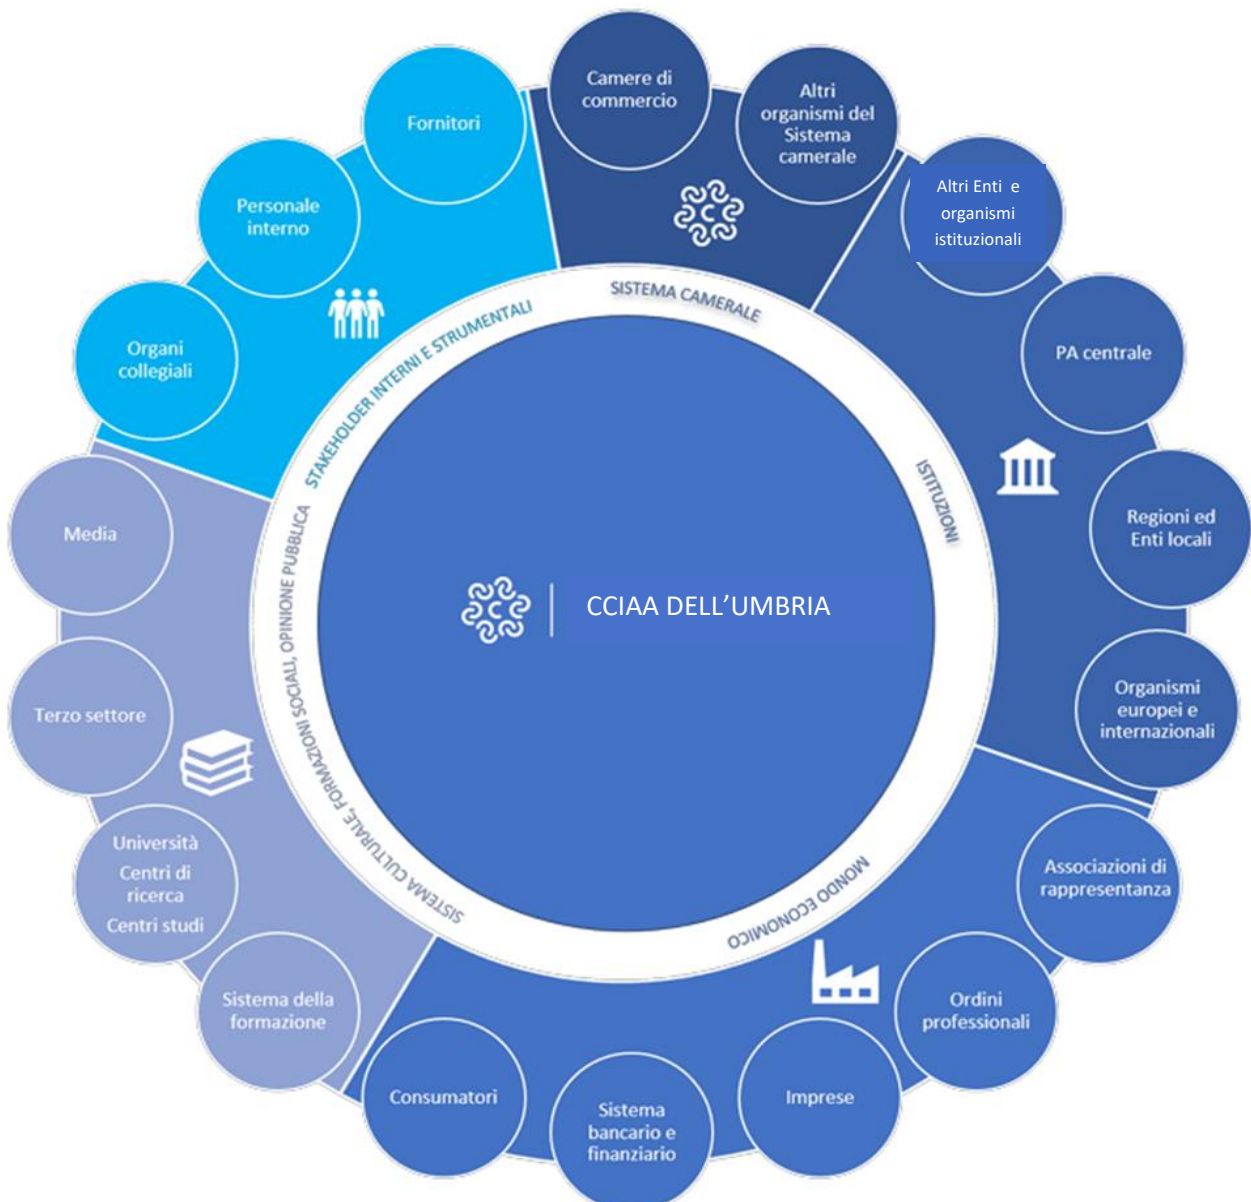 Camere di
commercio
Altri
organismi del
Sistema
camerale
Altri Enti e
organismi
istituzionali
PA centrale
Regioni ed
Enti locali
Organismi
europei e
internazionali
Associazioni di
rappresentanza
Ordini
professionali
Imprese
Sistema
bancario e
finanziario
Consumatori
Sistema della
formazione
Università
Centri di
ricerca
Centri studi
Terzo settore
Media
Organi
collegiali
Personale
interno
Fornitori
SISTEMA CAMERALE
ISTITUZIONI
MONDO ECONOMICO
SISTEMA CULTURALE, FORMAZIONI SOCIALI, OPINIONE PUBBLICA
STAKEHOLDER INTERNI E STRUMENTALI
C
CCIAA DELL’UMBRIA
C